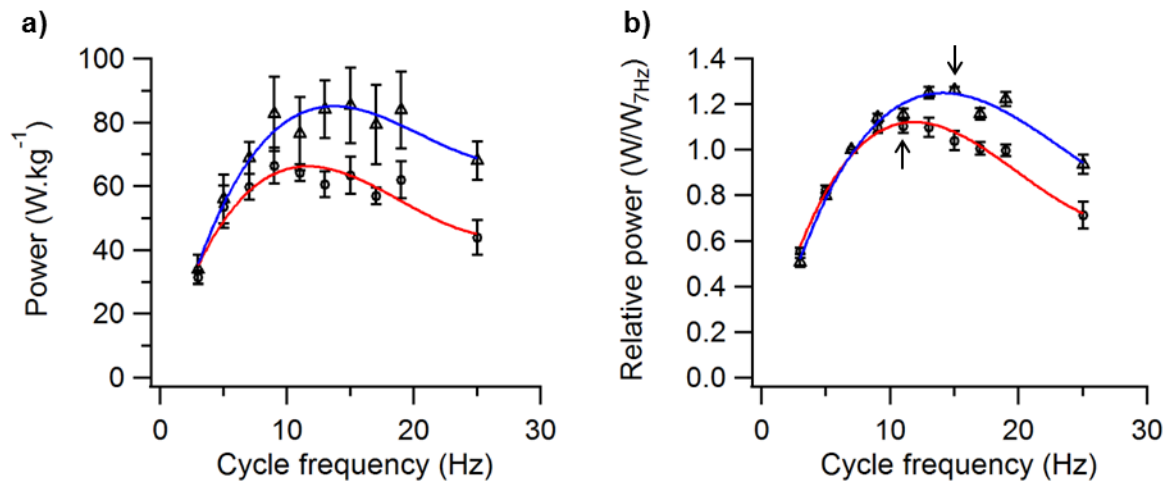 a)
Power (W.kg⁻¹)
100
80
60
40
20
0
0 10 20 30
Cycle frequency (Hz)
b)
Relative power (W/W₇Hz)
1.4
1.2
1.0
0.8
0.6
0.4
0.2
0.0
0 10 20 30
Cycle frequency (Hz)